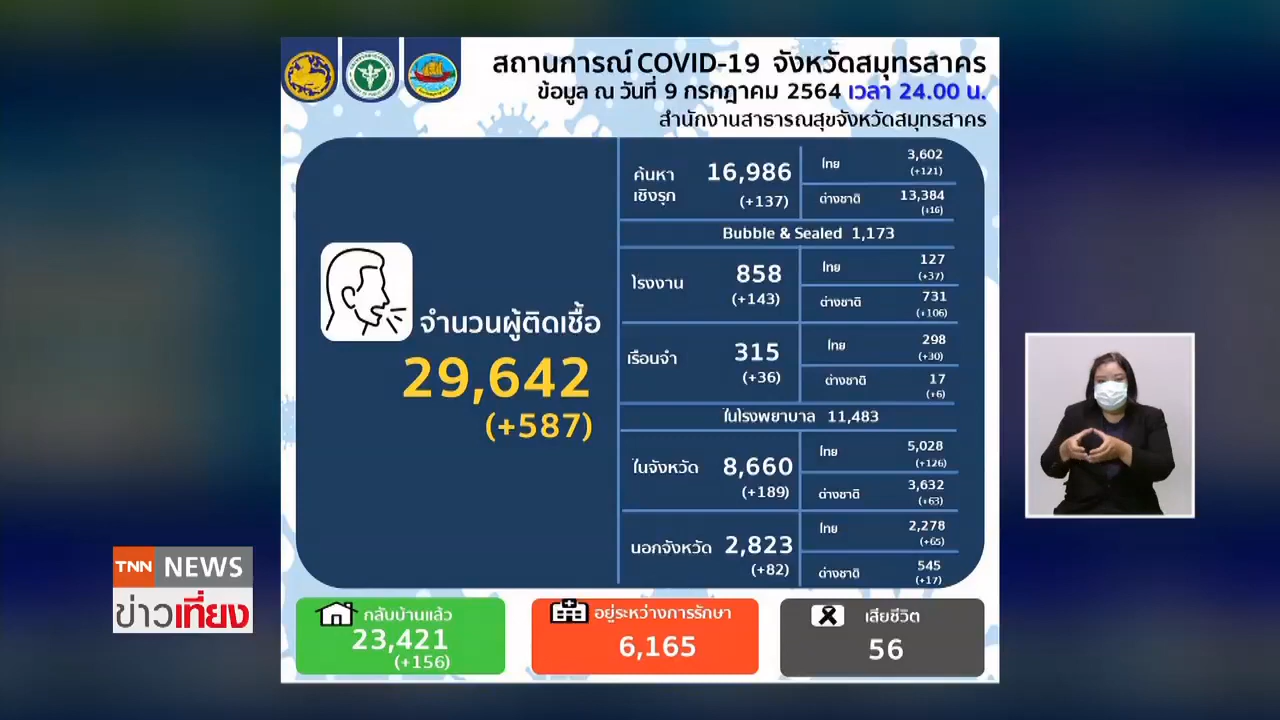 สถานการณ์ COVID-19 จังหวัดสมุทรสาคร
ข้อมูล ณ วันที่ 9 กรกฎาคม 2564 เวลา 24.00 น.
สำนักงานสาธารณสุขจังหวัดสมุทรสาคร
จำนวนผู้ติดเชื้อ
29,642
(+587)
ค้นหา
เชิงรุก
16,986
(+137)
ไทย
3,602
(+121)
ต่างชาติ
13,384
(+16)
Bubble & Sealed 1,173
โรงงาน
858
(+143)
ไทย
127
(+37)
ต่างชาติ
731
(+106)
เรือนจำ
315
(+36)
ไทย
298
(+30)
ต่างชาติ
17
(+6)
ในโรงพยาบาล 11,483
ในจังหวัด
8,660
(+189)
ไทย
5,028
(+126)
ต่างชาติ
3,632
(+63)
นอกจังหวัด
2,823
(+82)
ไทย
2,278
(+65)
ต่างชาติ
545
(+17)
กลับบ้านแล้ว
23,421
(+156)
อยู่ระหว่างการรักษา
6,165
เสียชีวิต
56
TNN NEWS
ข่าวเที่ยง